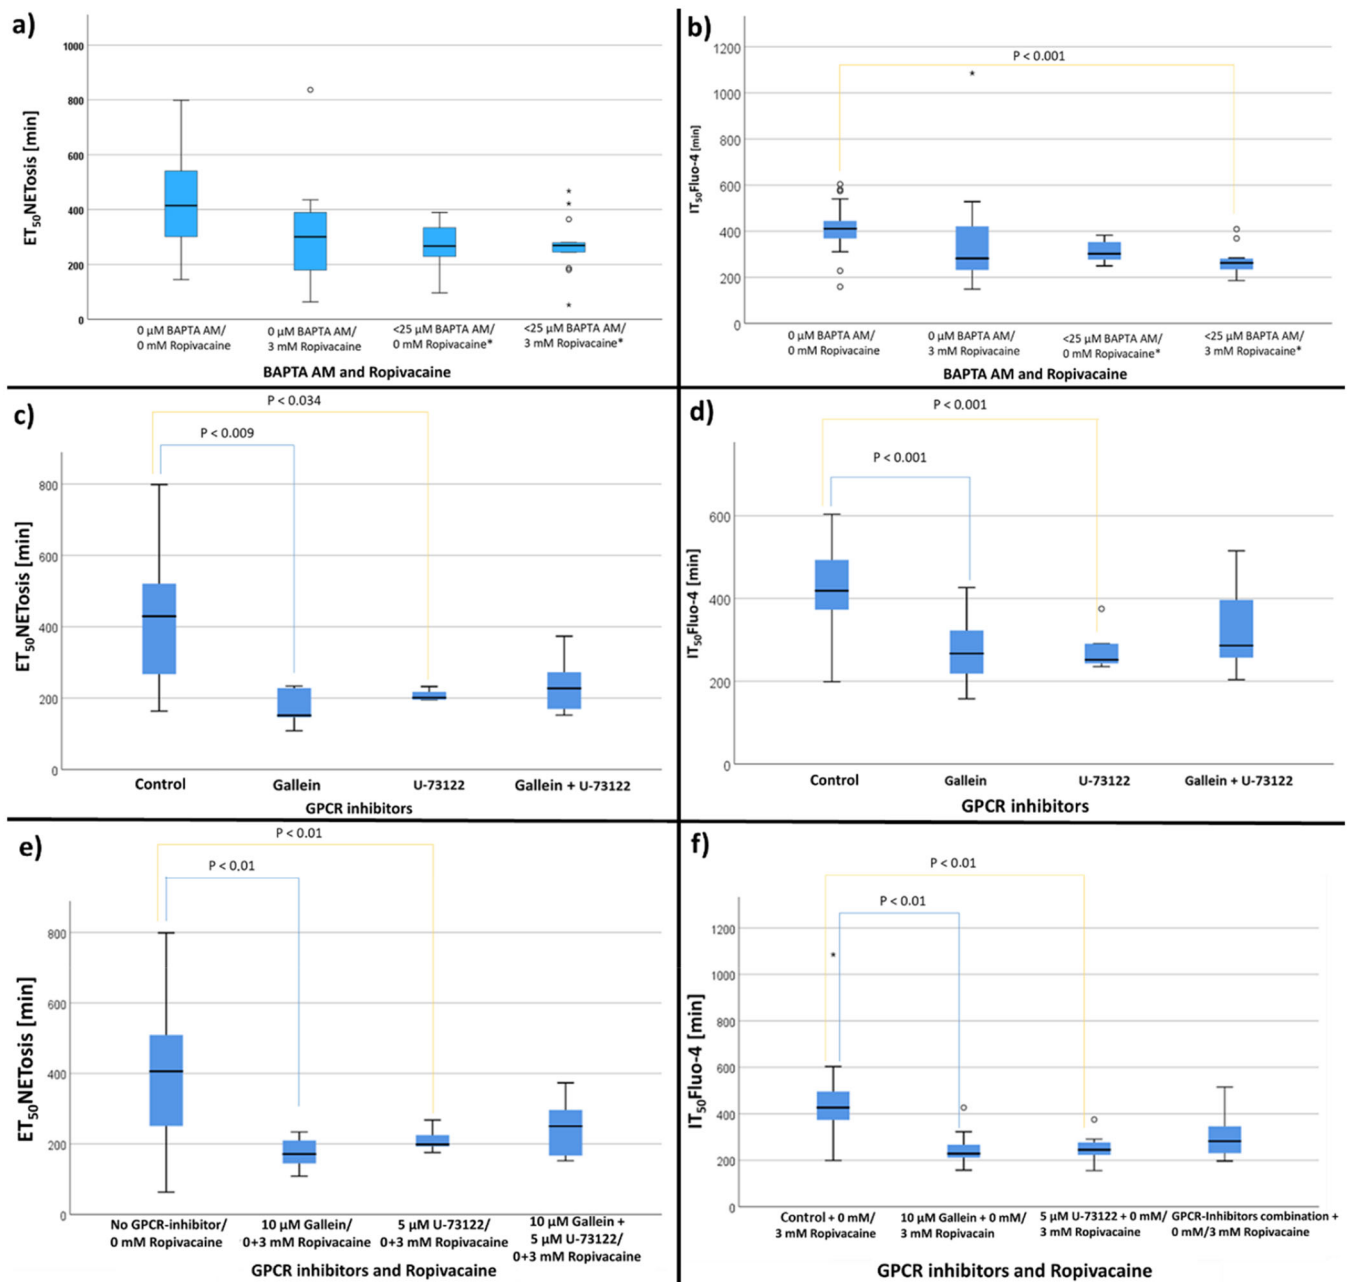 a)
1000
800
600
400
200
0
ET50NETosis [min]
0 µM BAPTA AM/
0 mM Ropivacaine
0 µM BAPTA AM/
3 mM Ropivacaine
<25 µM BAPTA AM/
0 mM Ropivacaine*
<25 µM BAPTA AM/
3 mM Ropivacaine*
BAPTA AM and Ropivacaine
b)
P < 0.001
1200
1000
800
600
400
200
0
IT50Fluo-4 [min]
0 µM BAPTA AM/
0 mM Ropivacaine
0 µM BAPTA AM/
3 mM Ropivacaine
<25 µM BAPTA AM/
0 mM Ropivacaine*
<25 µM BAPTA AM/
3 mM Ropivacaine*
BAPTA AM and Ropivacaine
c)
P < 0.034
P < 0.009
800
600
400
200
0
ET50NETosis [min]
Control
Gallein
U-73122
Gallein + U-73122
GPCR inhibitors
d)
P < 0.001
P < 0.001
600
400
200
0
IT50Fluo-4 [min]
Control
Gallein
U-73122
Gallein + U-73122
GPCR inhibitors
e)
P < 0.01
P < 0,01
800
600
400
200
0
ET50NETosis [min]
No GPCR-inhibitor/
0 mM Ropivacaine
10 µM Gallein/
0+3 mM Ropivacaine
5 µM U-73122/
0+3 mM Ropivacaine
10 µM Gallein +
5 µM U-73122/
0+3 mM Ropivacaine
GPCR inhibitors and Ropivacaine
f)
P < 0.01
P < 0.01
1200
1000
800
600
400
200
0
IT50Fluo-4 [min]
Control + 0 mM/
3 mM Ropivacaine
10 µM Gallein + 0 mM/
3 mM Ropivacain
5 µM U-73122 + 0 mM/
3 mM Ropivacaine
GPCR-Inhibitors combination +
0 mM/3 mM Ropivacaine
GPCR inhibitors and Ropivacaine